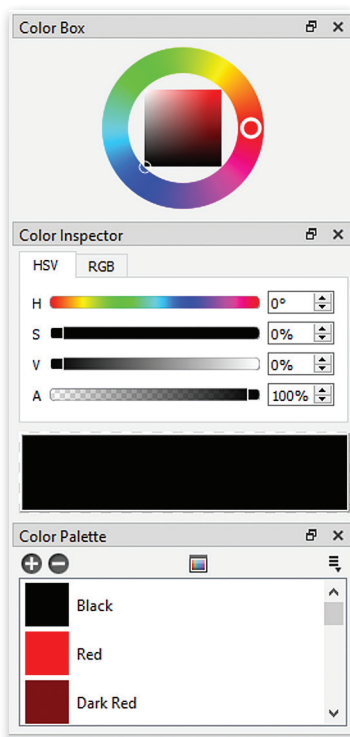 Color Box
Color Inspector
HSV RGB
H 0°
S 0%
V 0%
A 100%
Color Palette
Black
Red
Dark Red